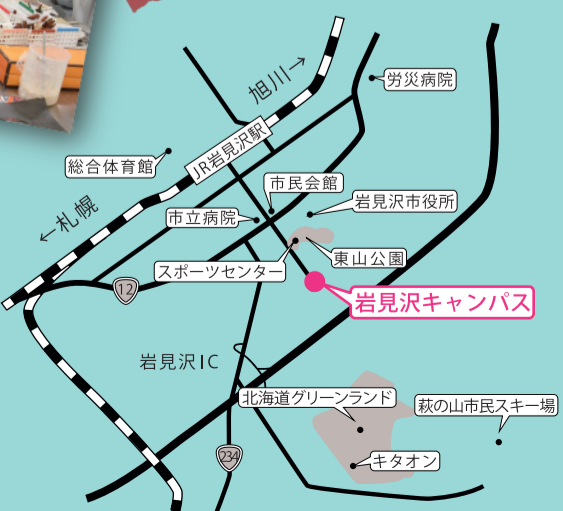 旭川→
労災病院
JR岩見沢駅
総合体育館
市民会館
岩見沢市役所
←札幌
市立病院
東山公園
スポーツセンター
12
岩見沢キャンパス
岩見沢IC
北海道グリーンランド
萩の山市民スキー場
234
キタオン